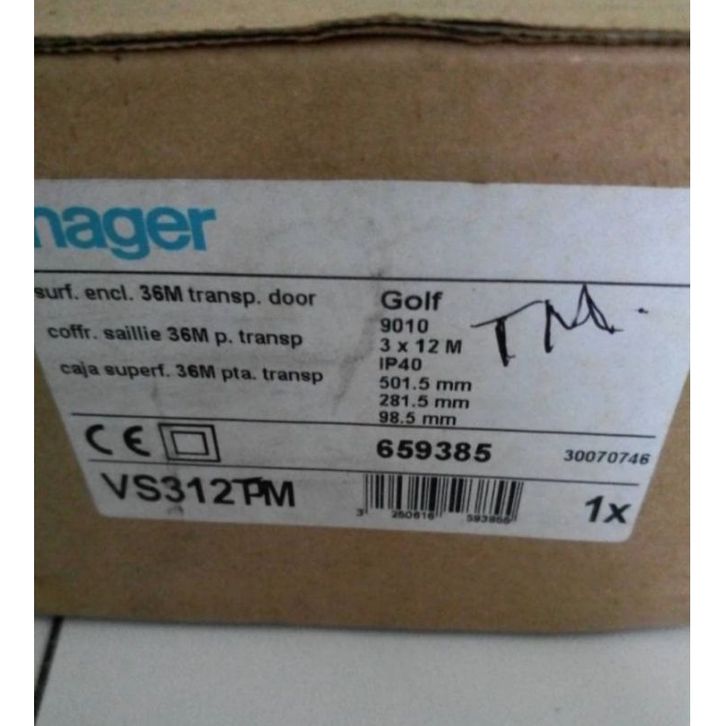 hager
surf. encl. 36M transp. door
coffr. saillie 36M p. transp
caja superf. 36M pta. transp
Golf
9010
3 x 12 M
IP40
501.5 mm
281.5 mm
98.5 mm
TM.
CE
659385
30070746
VS312TPM
1x